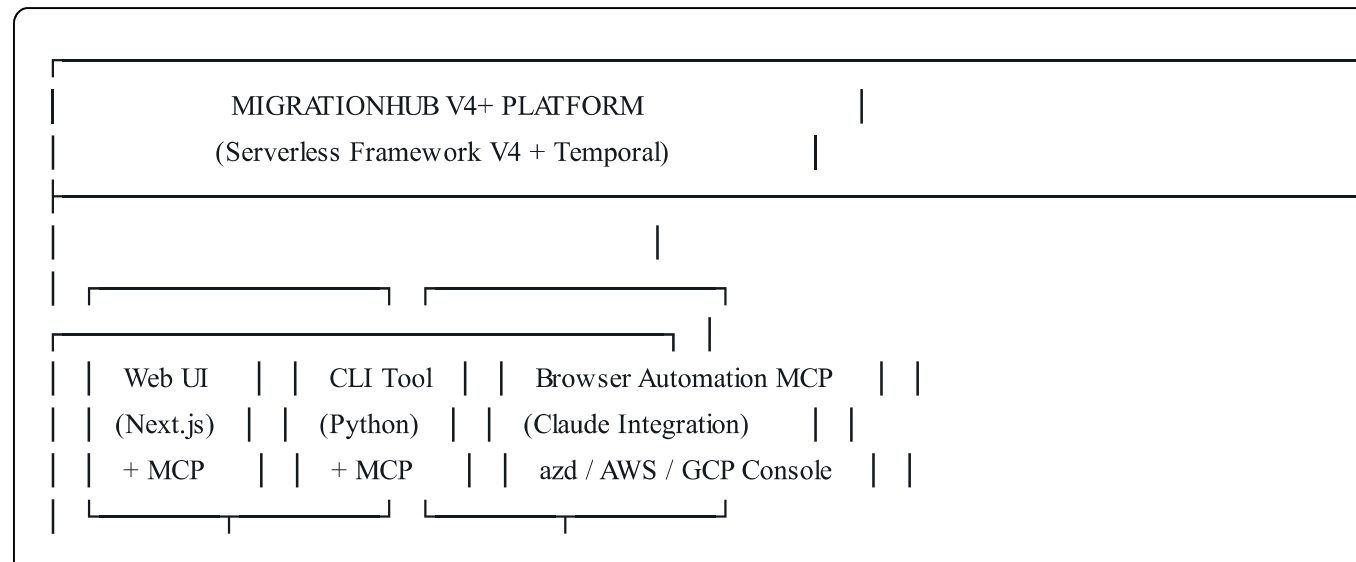 MIGRATIONHUB V4+ PLATFORM
(Serverless Framework V4 + Temporal)
Web UI CLI Tool Browser Automation MCP
(Next.js) (Python) (Claude Integration)
+ MCP + MCP azd / AWS / GCP Console